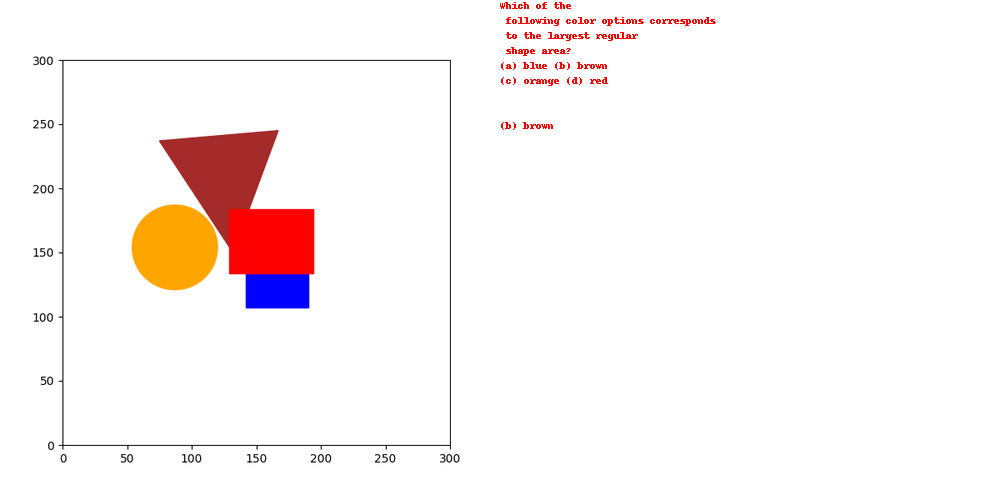 Which of the
following color options corresponds
to the largest regular
shape area?
(a) blue (b) brown
(c) orange (d) red
(b) brown
300
250
200
150
100
50
0
0 50 100 150 200 250 300